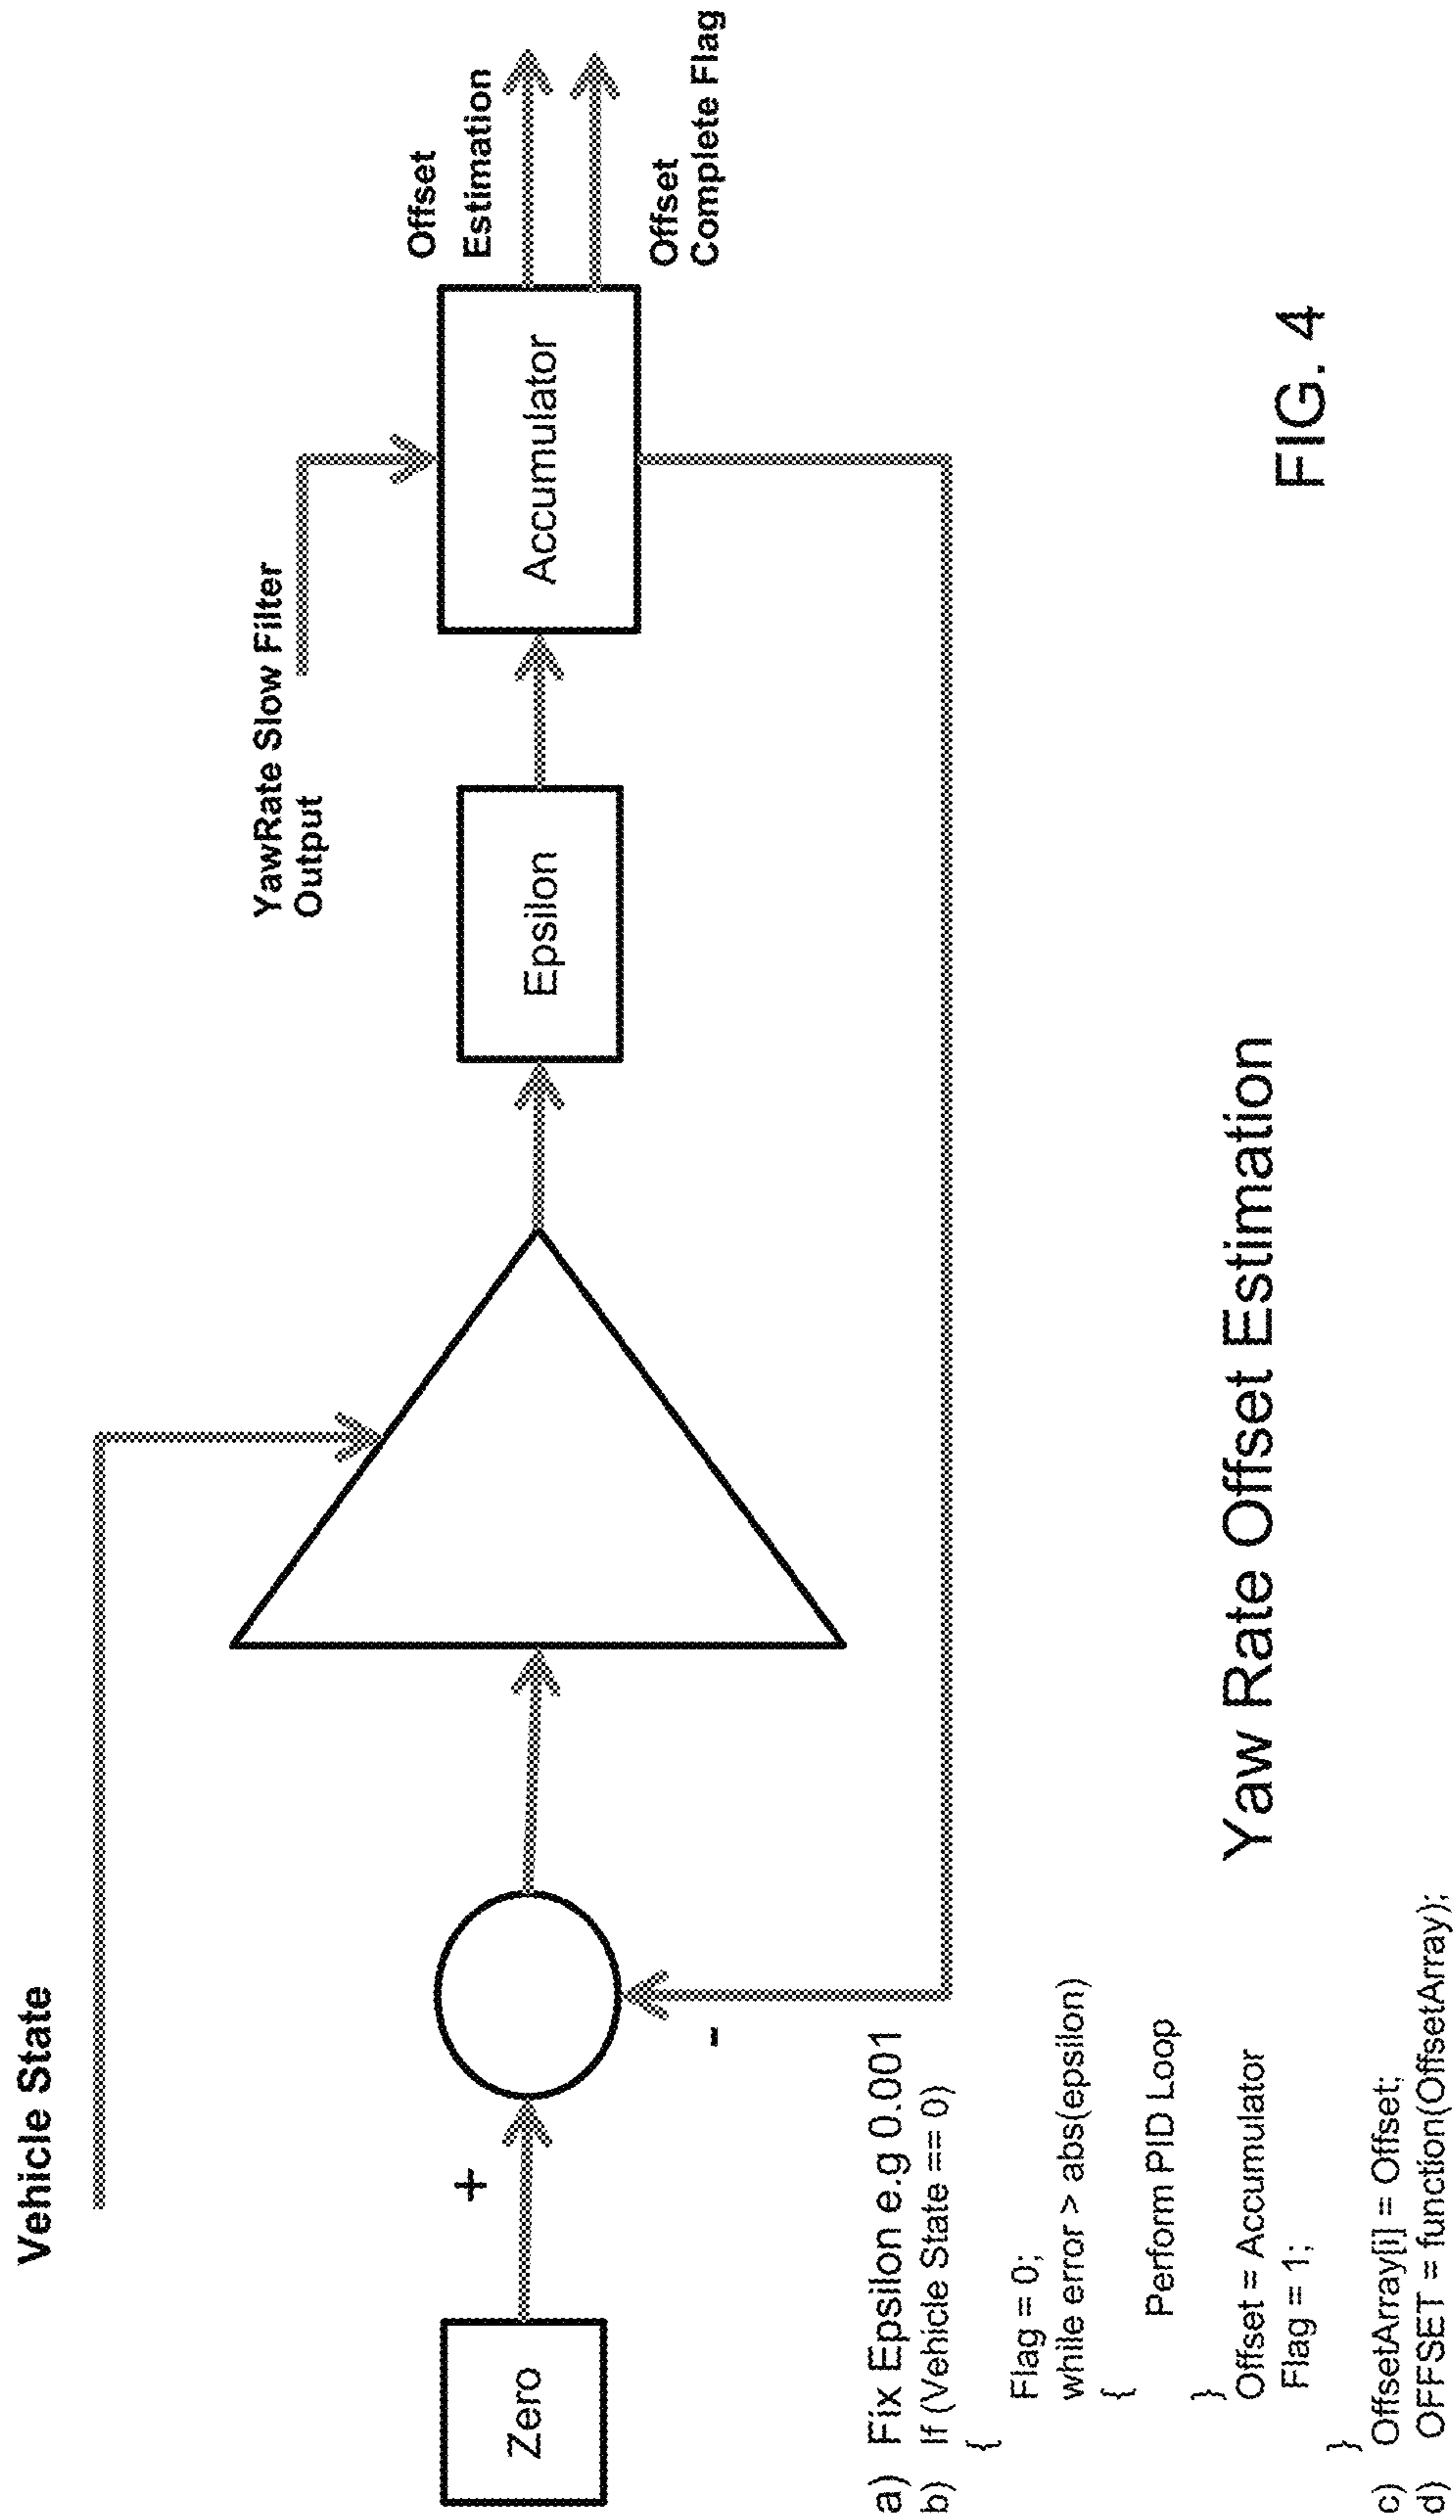 Vehicle State
YawRate Slow Filter
Output
Offset
Estimation
Zero
+
Epsilon
Accumulator
Offset
Complete Flag
-
a) Fix Epsilon e.g 0.001
b) If (Vehicle State == 0)
{
Flag = 0;
while error > abs(epsilon)
{
Perform PID Loop
}
Offset = Accumulator
Flag = 1;
}
c) OffsetArray[i] = Offset;
d) OFFSET = function(OffsetArray);
Yaw Rate Offset Estimation
FIG. 4